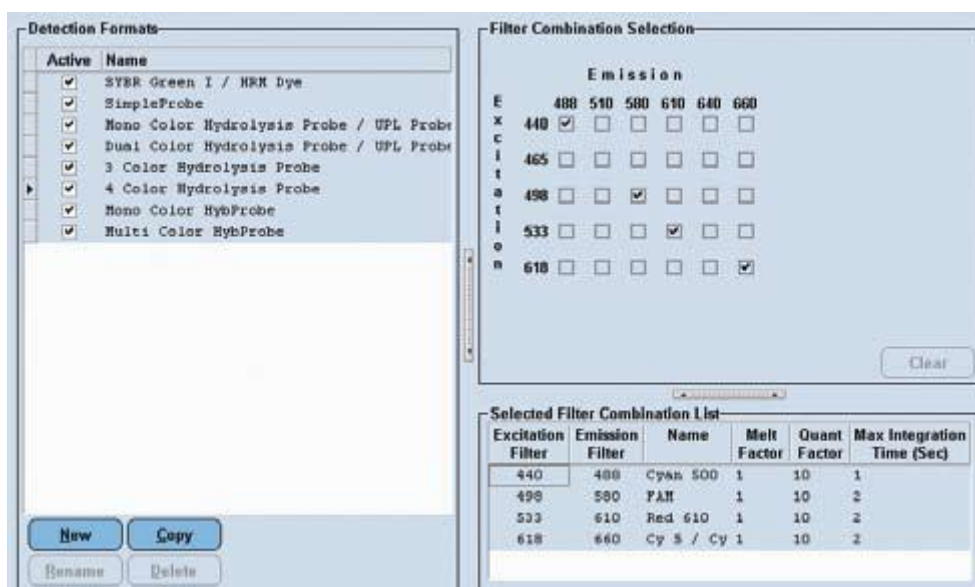 Detection Formats
Active Name
SYBR Green I / HRM Dye
SimpleProbe
Mono Color Hydrolysis Probe / UPL Probe
Dual Color Hydrolysis Probe / UPL Probe
3 Color Hydrolysis Probe
4 Color Hydrolysis Probe
Mono Color HybProbe
Multi Color HybProbe
New Copy
Rename Delete
Filter Combination Selection
Emission
Excitation
488 510 580 610 640 660
440
465
498
533
618
Clear
Selected Filter Combination List
Excitation Filter Emission Filter Name Melt Factor Quant Factor Max Integration Time (Sec)
440 488 Cyan 500 1 10 1
498 580 FAM 1 10 2
533 610 Red 610 1 10 2
618 660 Cy 5 / Cy 1 10 2